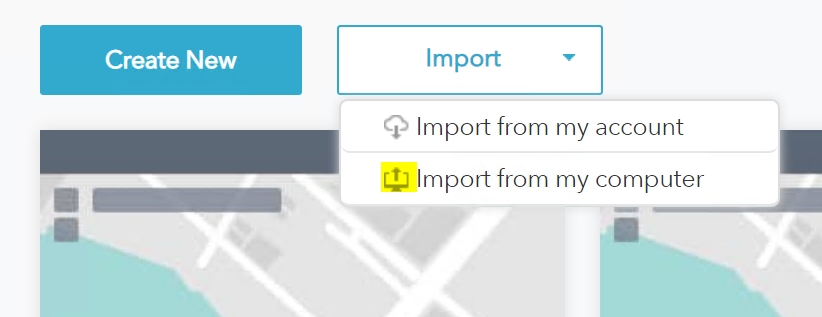 Create New
Import
Import from my account
Import from my computer